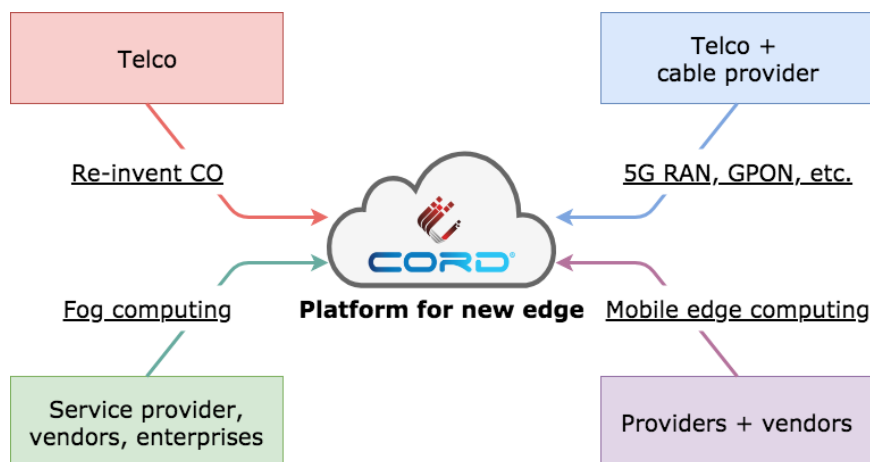 Telco
Telco +
cable provider
Re-invent CO
5G RAN, GPON, etc.
CORD®
Platform for new edge
Fog computing
Mobile edge computing
Service provider,
vendors, enterprises
Providers + vendors